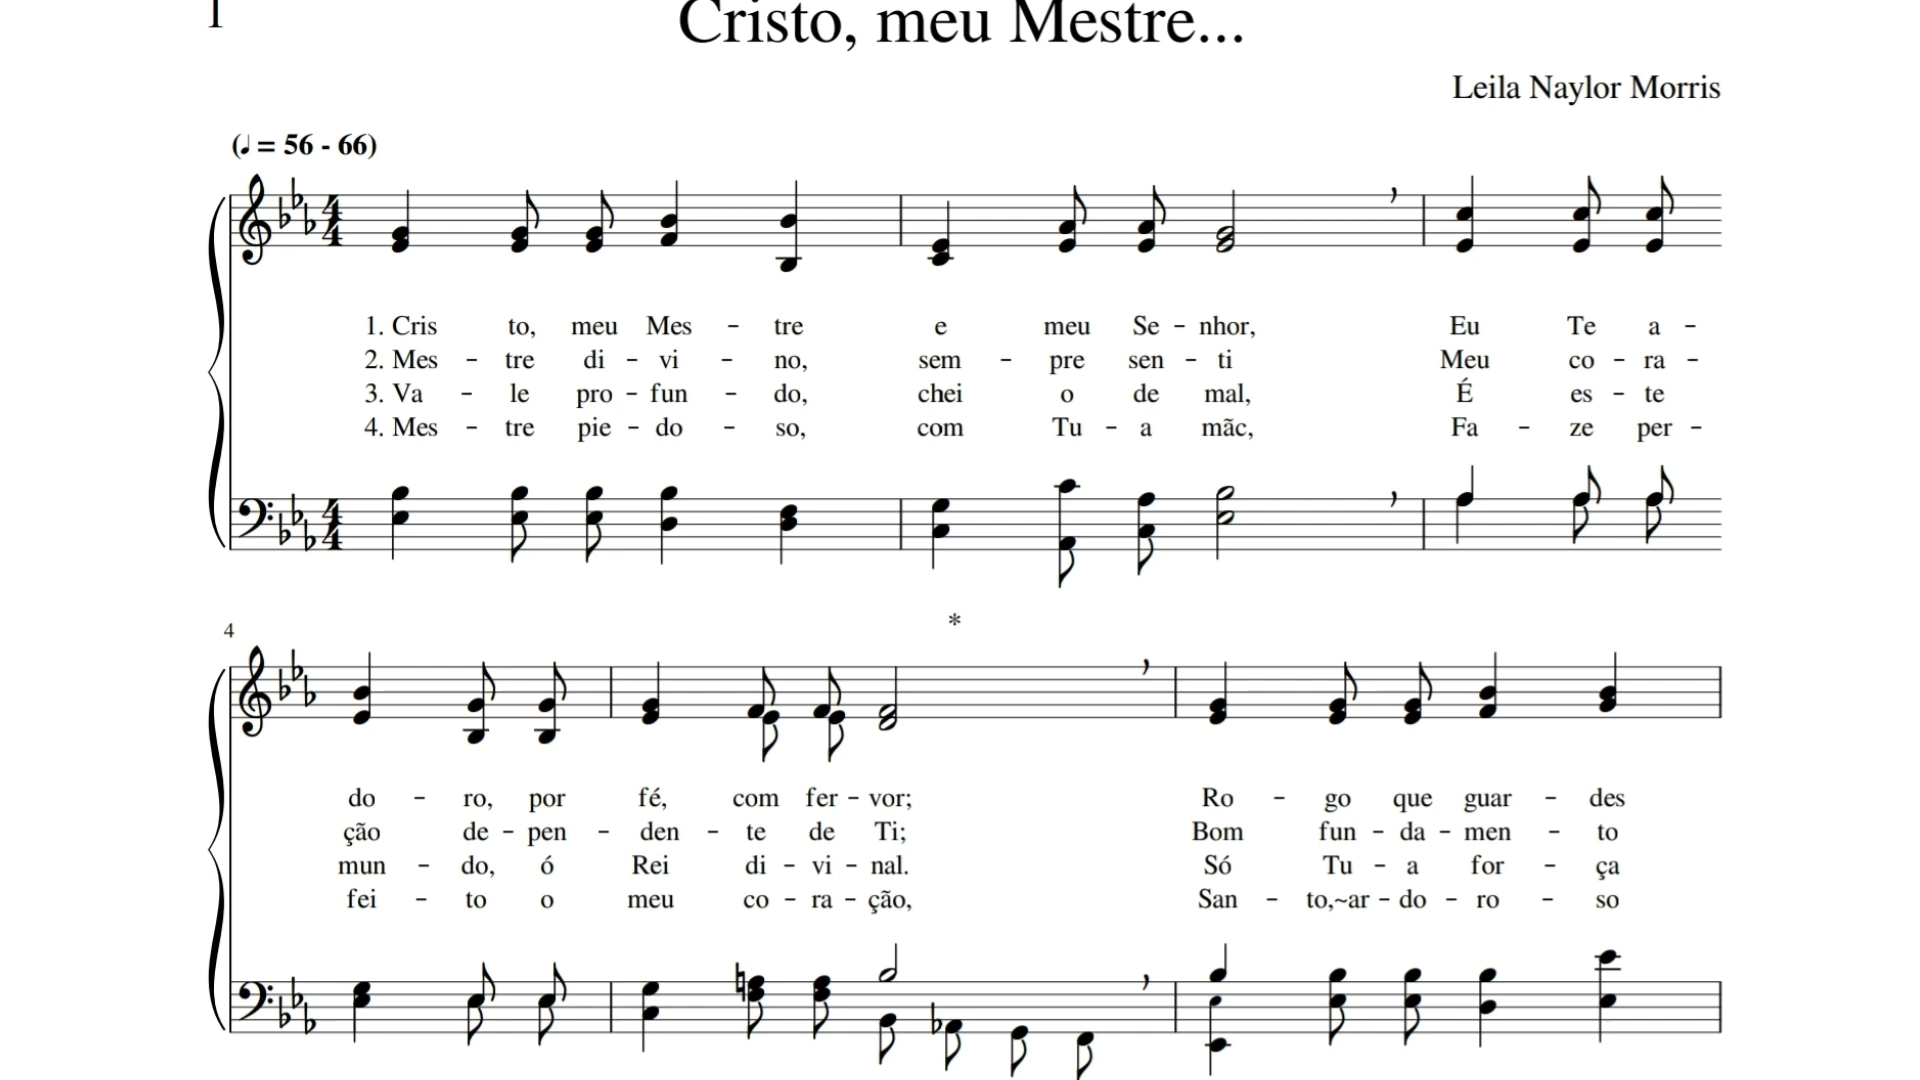 1
Cristo, meu Mestre...
Leila Naylor Morris
(♩ = 56 - 66)
1. Cris to, meu Mes - tre e meu Se - nhor, Eu Te a -
2. Mes - tre di - vi - no, sem - pre sen - ti Meu co - ra -
3. Va - le pro - fun - do, chei o de mal, É es - te
4. Mes - tre pie - do - so, com Tu - a mãc, Fa - ze per -
4
*
do - ro, por fé, com fer - vor; Ro - go que guar - des
ção de - pen - den - te de Ti; Bom fun - da - men - to
mun - do, ó Rei di - vi - nal. Só Tu - a for - ça
fei - to o meu co - ra - ção, San - to,~ar - do - ro - so